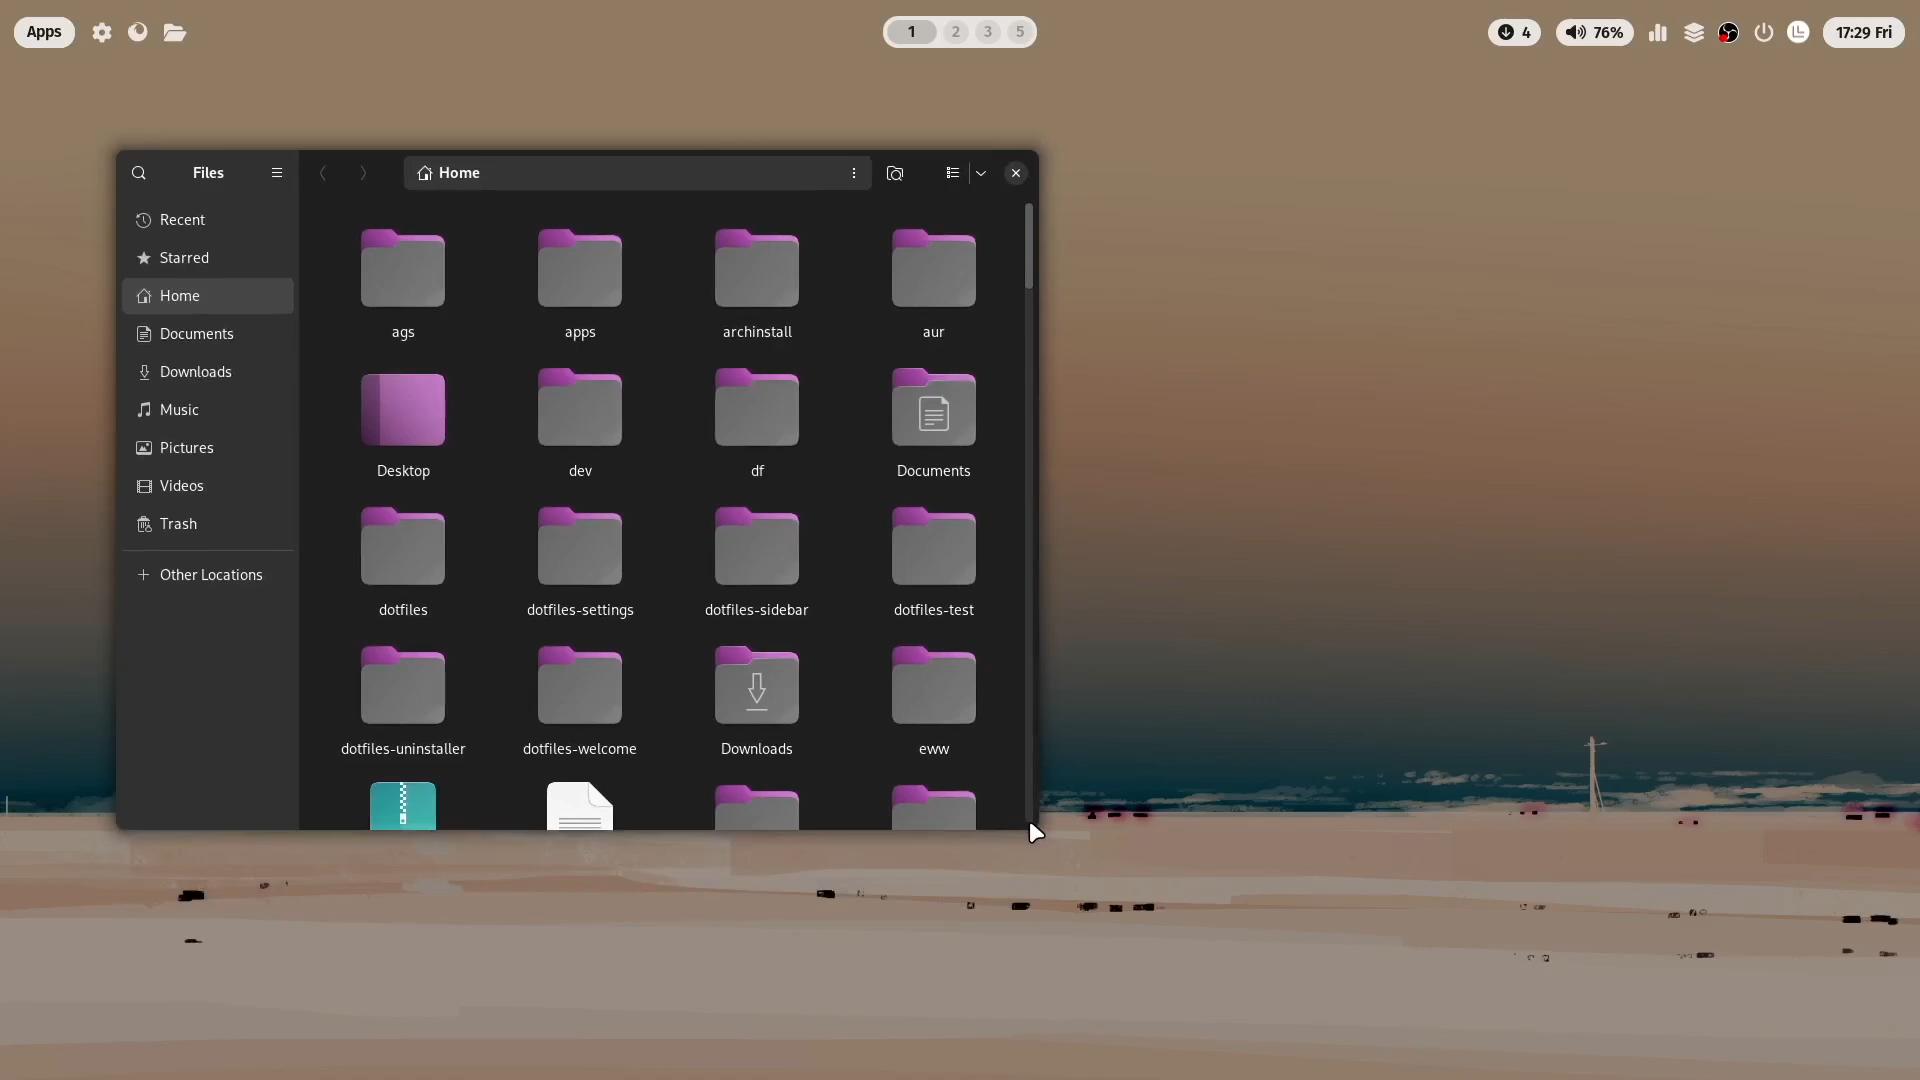 Apps
1 2 3 5
4
76%
17:29 Fri
Files
Home
Recent
Starred
Home
Documents
Downloads
Music
Pictures
Videos
Trash
Other Locations
ags apps archinstall aur
Desktop dev df Documents
dotfiles dotfiles-settings dotfiles-sidebar dotfiles-test
dotfiles-uninstaller dotfiles-welcome Downloads eww